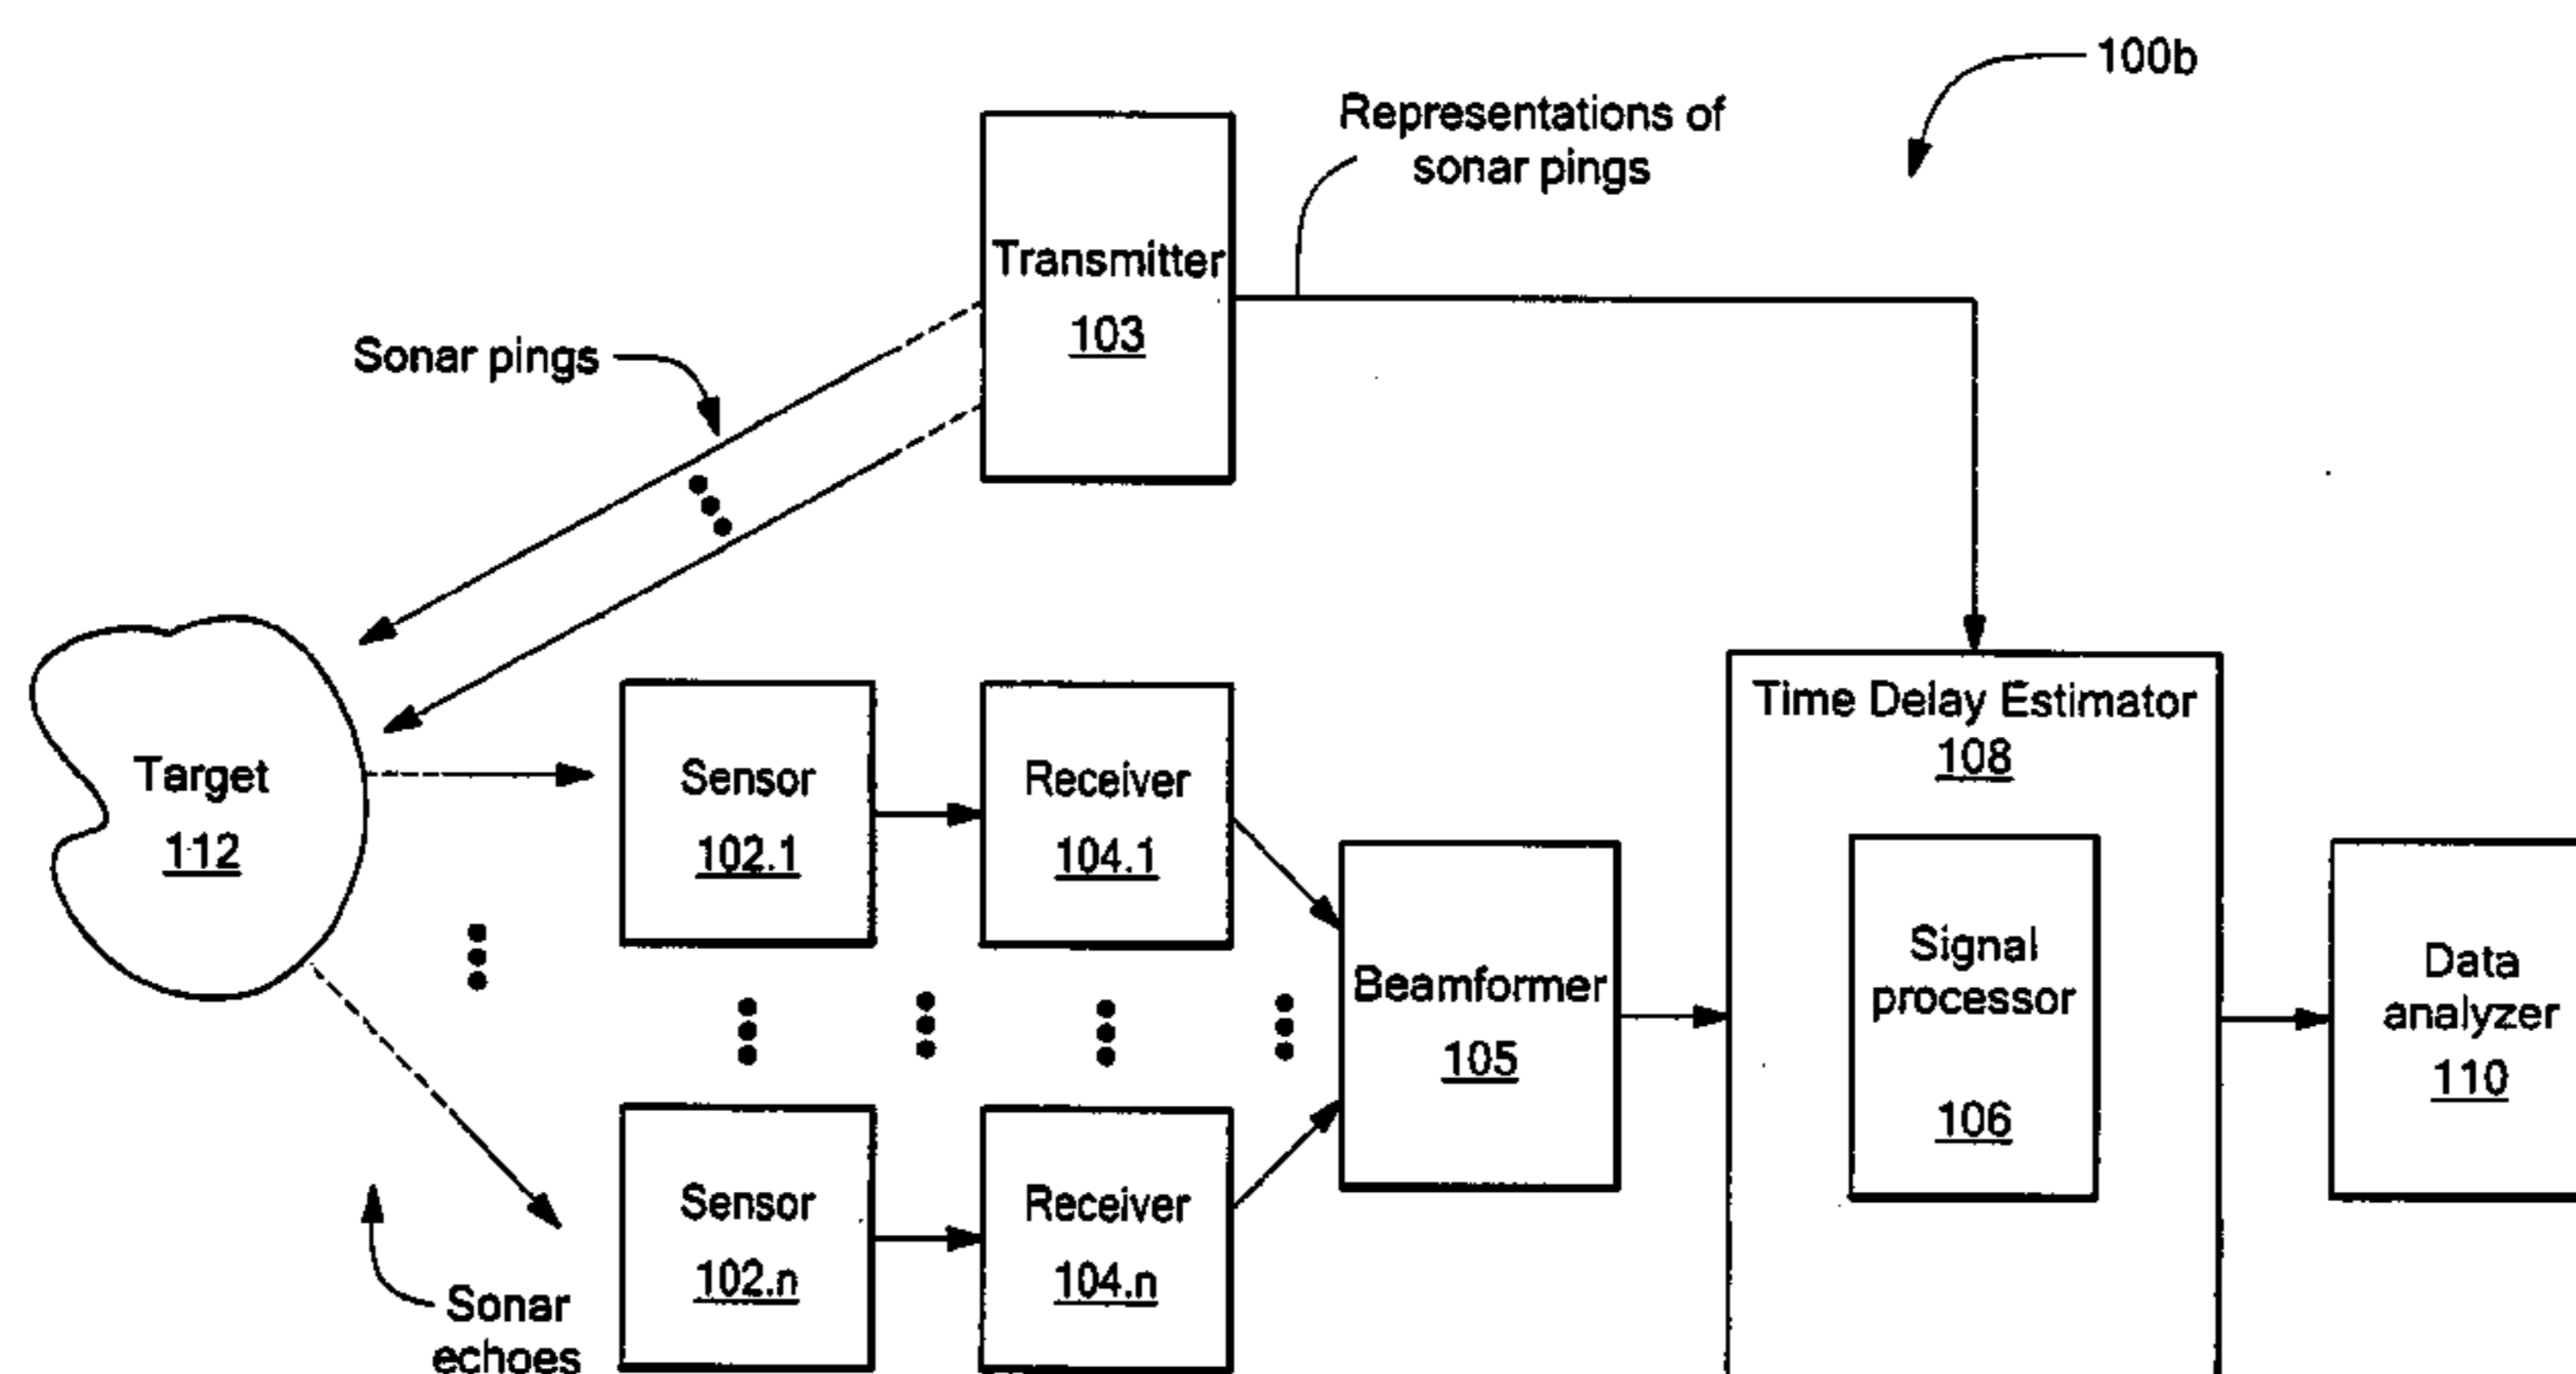 100b
Representations of
sonar pings
Transmitter
103
Sonar pings
Target
112
Sensor
102.1
Receiver
104.1
Time Delay Estimator
108
Beamformer
105
Signal
processor
106
Data
analyzer
110
Sensor
102.n
Receiver
104.n
Sonar
echoes